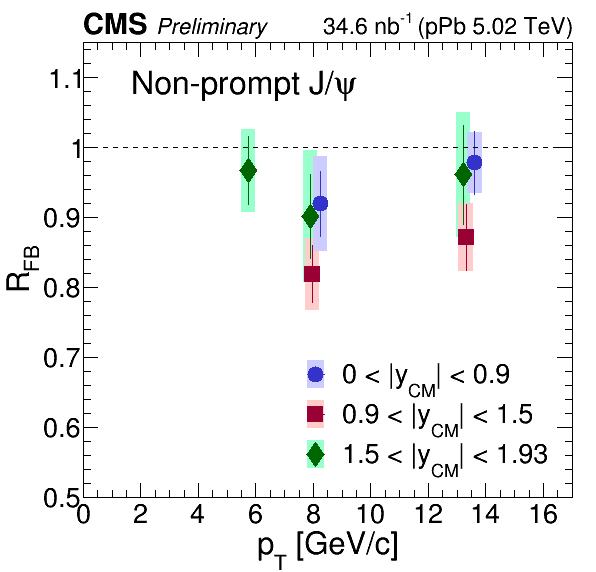 CMS Preliminary 34.6 nb⁻¹ (pPb 5.02 TeV)
Non-prompt J/ψ
1.1
1
0.9
0.8
0.7
0.6
0.5
R_FB
0 < |y_CM| < 0.9
0.9 < |y_CM| < 1.5
1.5 < |y_CM| < 1.93
0 2 4 6 8 10 12 14 16
p_T [GeV/c]